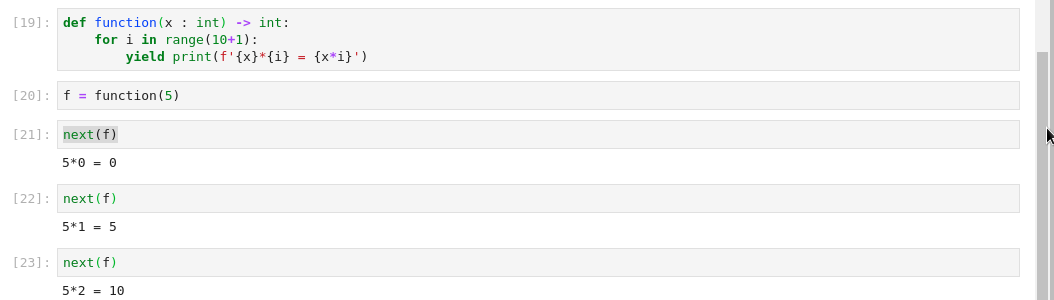 [19]: def function(x : int) -> int:
    for i in range(10+1):
        yield print(f'{x}*{i} = {x*i}')
[20]: f = function(5)
[21]: next(f)
5*0 = 0
[22]: next(f)
5*1 = 5
[23]: next(f)
5*2 = 10